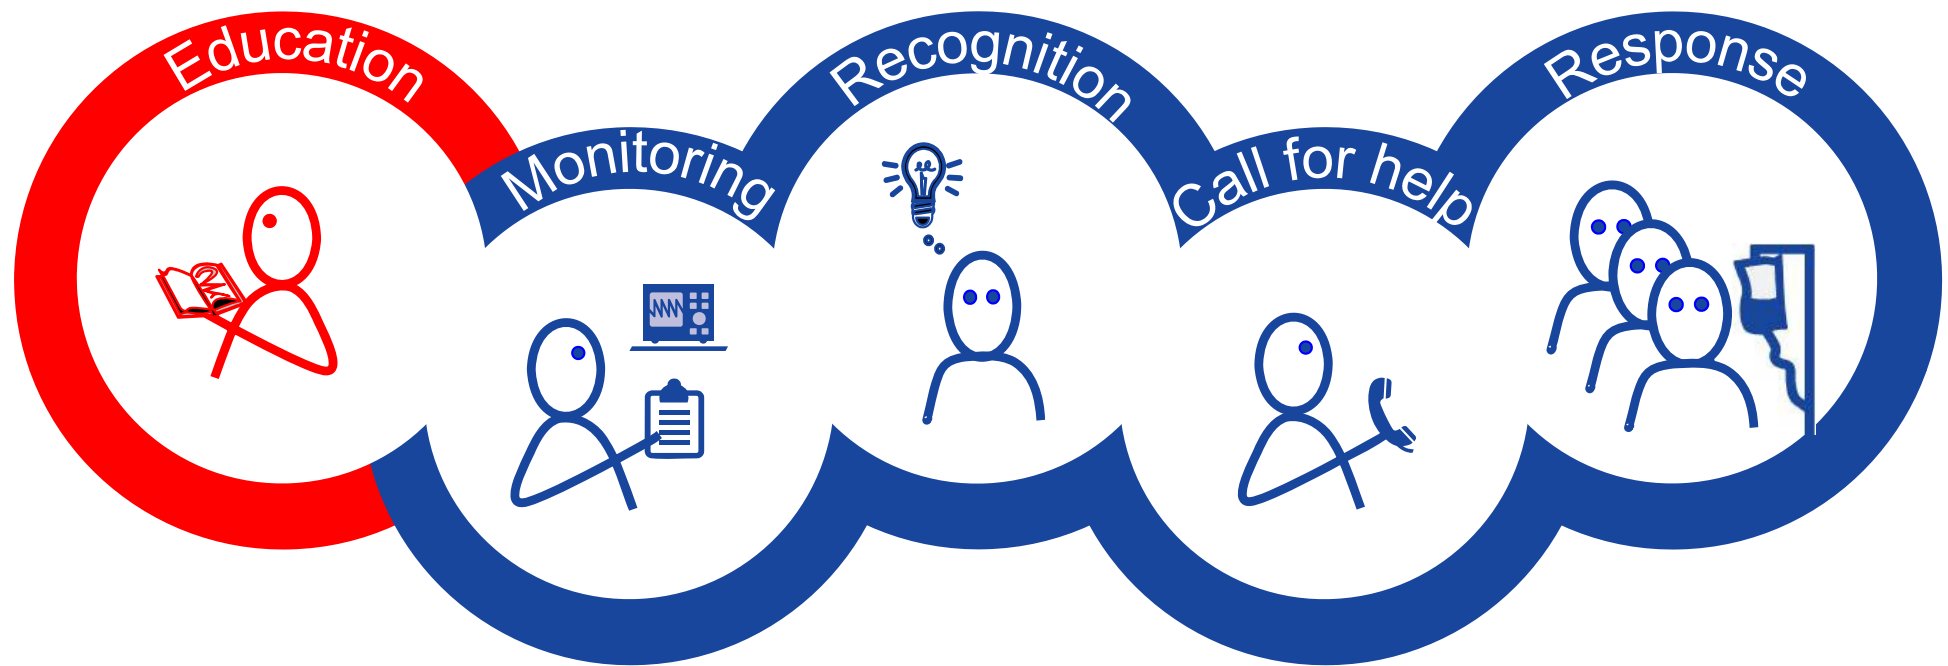 Education
Monitoring
Recognition
Call for help
Response